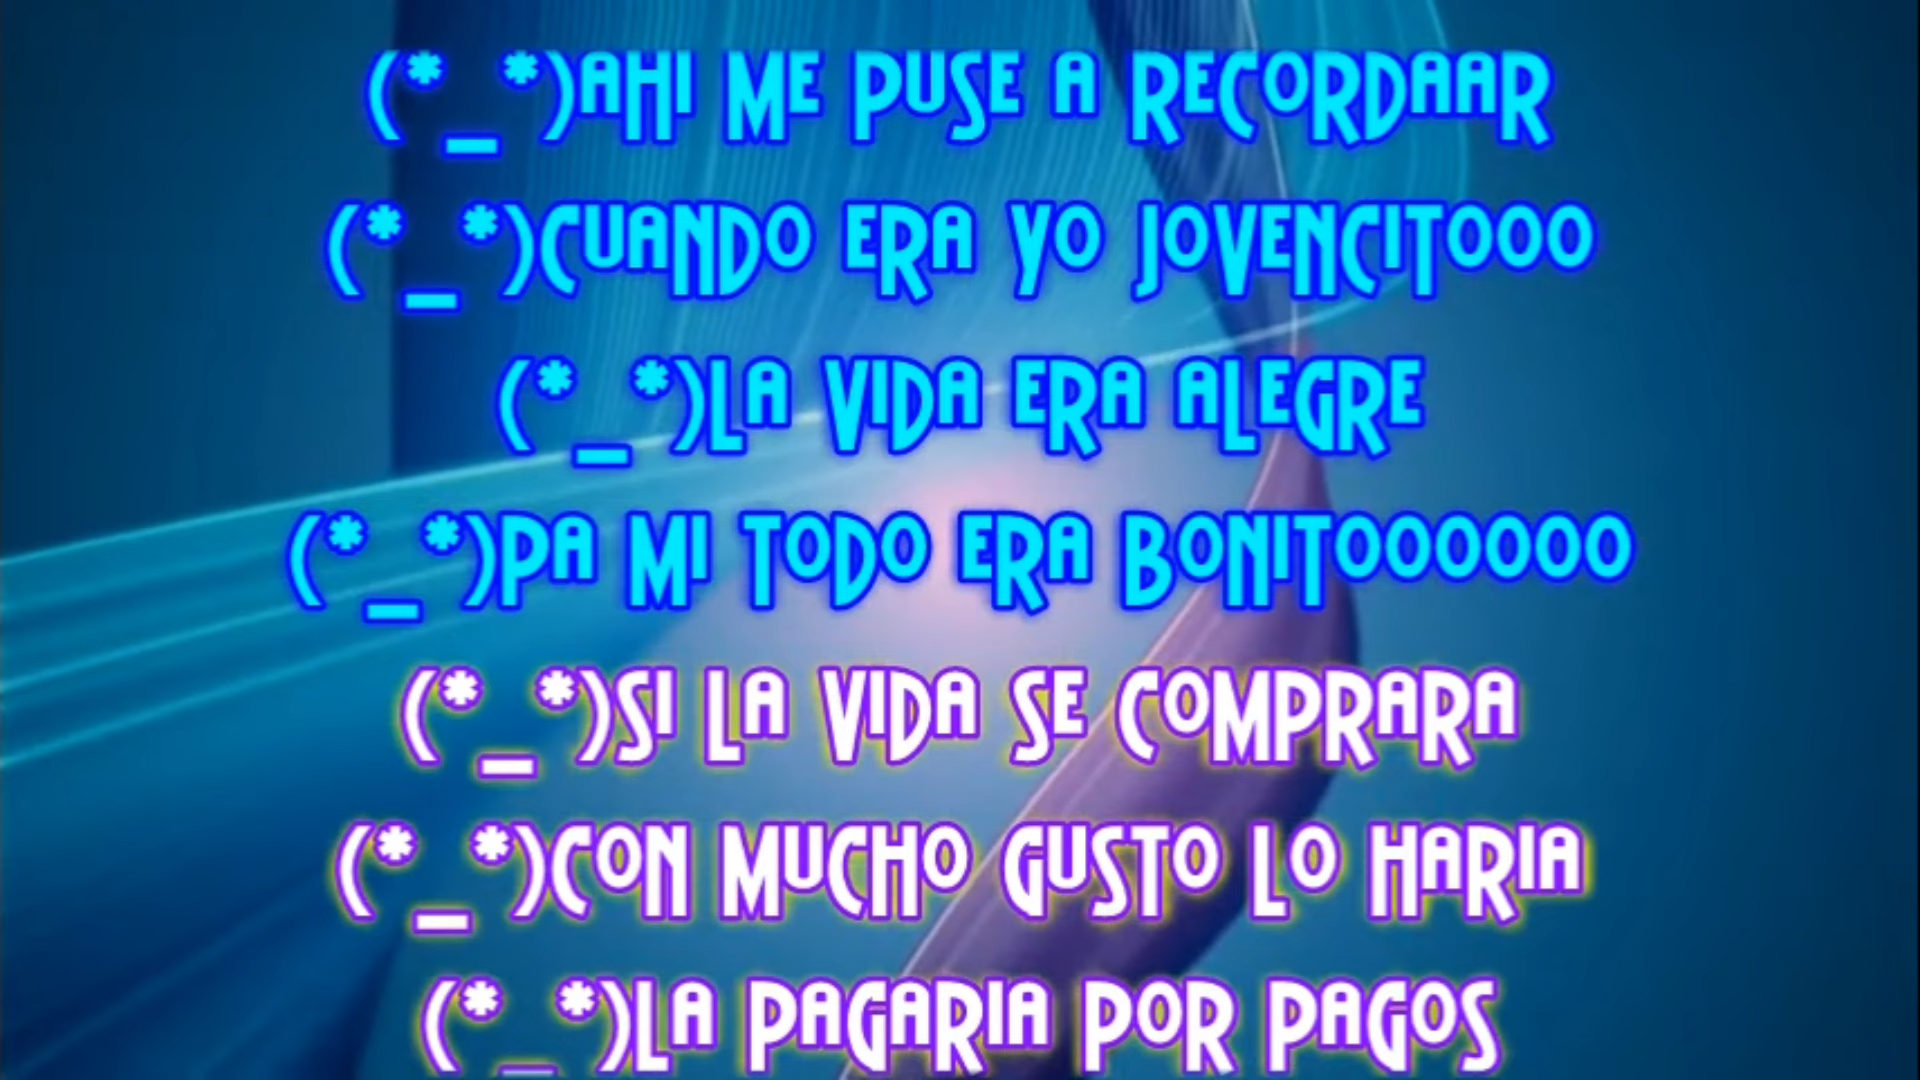 (*_*)AHI ME PUSE A RECORDAAR
(*_*)CUANDO ERA YO JOVENCITOOO
(*_*)LA VIDA ERA ALEGRE
(*_*)PA MI TODO ERA BONITOOOOOO
(*_*)SI LA VIDA SE COMPRARA
(*_*)CON MUCHO GUSTO LO HARIA
(*_*)LA PAGARIA POR PAGOS